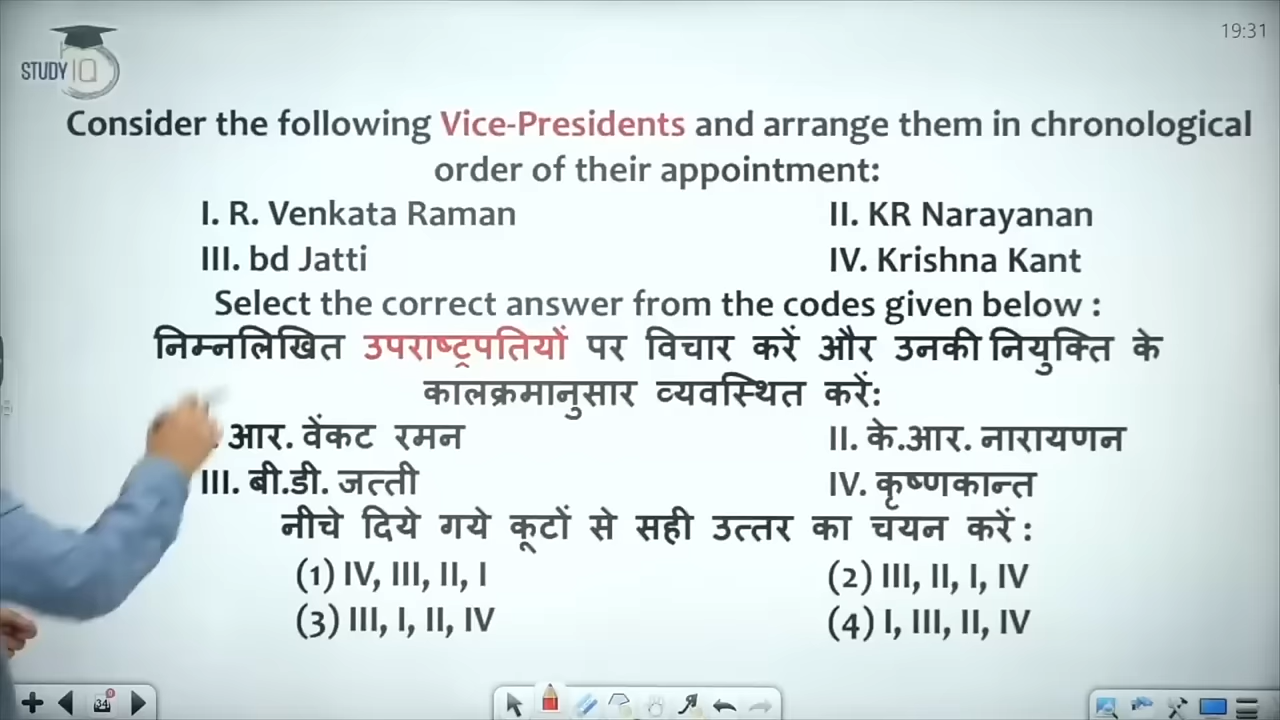 19:31
STUDY IQ
Consider the following Vice-Presidents and arrange them in chronological
order of their appointment:
I. R. Venkata Raman II. KR Narayanan
III. bd Jatti IV. Krishna Kant
Select the correct answer from the codes given below :
निम्नलिखित उपराष्ट्रपतियों पर विचार करें और उनकी नियुक्ति के
कालक्रमानुसार व्यवस्थित करें:
. आर. वेंकट रमन II. के.आर. नारायणन
III. बी.डी. जत्ती IV. कृष्णकान्त
नीचे दिये गये कूटों से सही उत्तर का चयन करें :
(1) IV, III, II, I (2) III, II, I, IV
(3) III, I, II, IV (4) I, III, II, IV
34